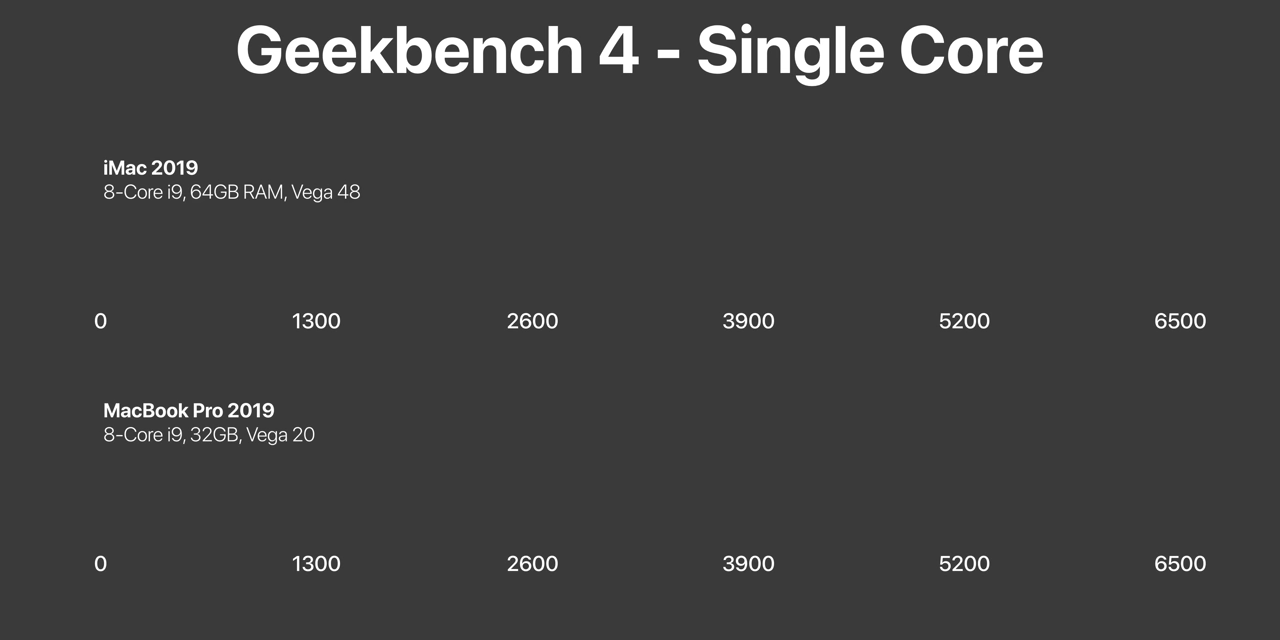 Geekbench 4 - Single Core
iMac 2019
8-Core i9, 64GB RAM, Vega 48
0 1300 2600 3900 5200 6500
MacBook Pro 2019
8-Core i9, 32GB, Vega 20
0 1300 2600 3900 5200 6500